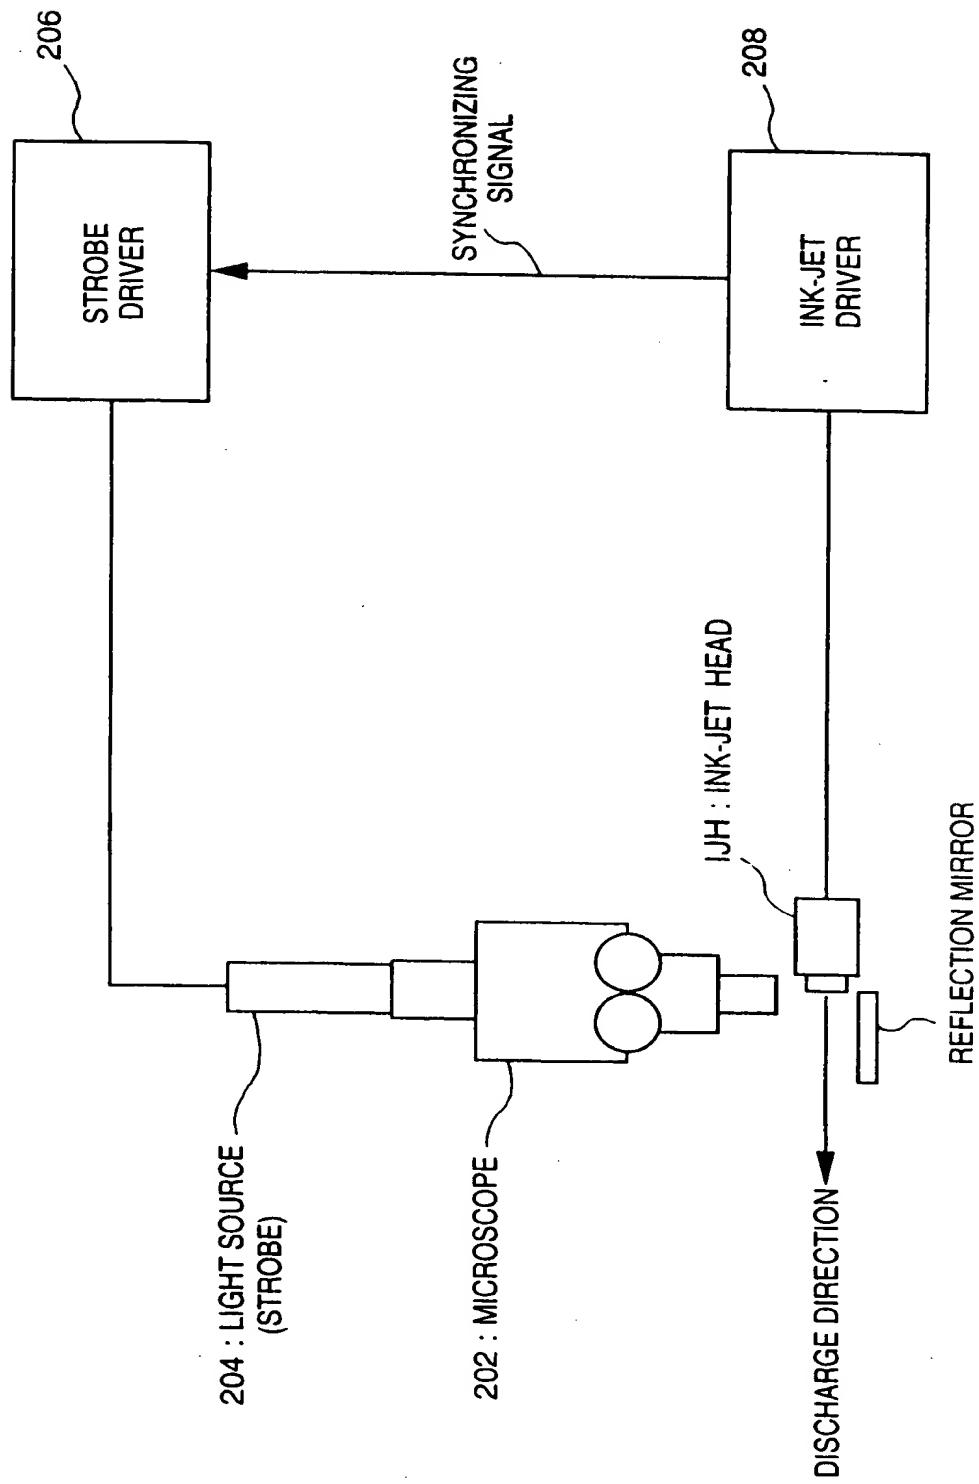 204 : LIGHT SOURCE
(STROBE)
202 : MICROSCOPE
DISCHARGE DIRECTION
REFLECTION MIRROR
IJH : INK-JET HEAD
SYNCHRONIZING
SIGNAL
STROBE
DRIVER
206
INK-JET
DRIVER
208